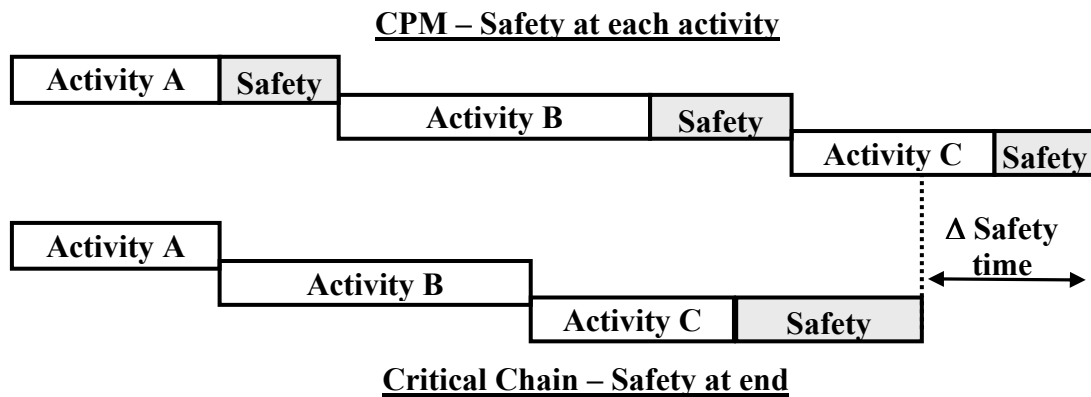 CPM – Safety at each activity
Activity A Safety
Activity B Safety
Activity C Safety
Δ Safety
time
Activity A
Activity B
Activity C Safety
Critical Chain – Safety at end